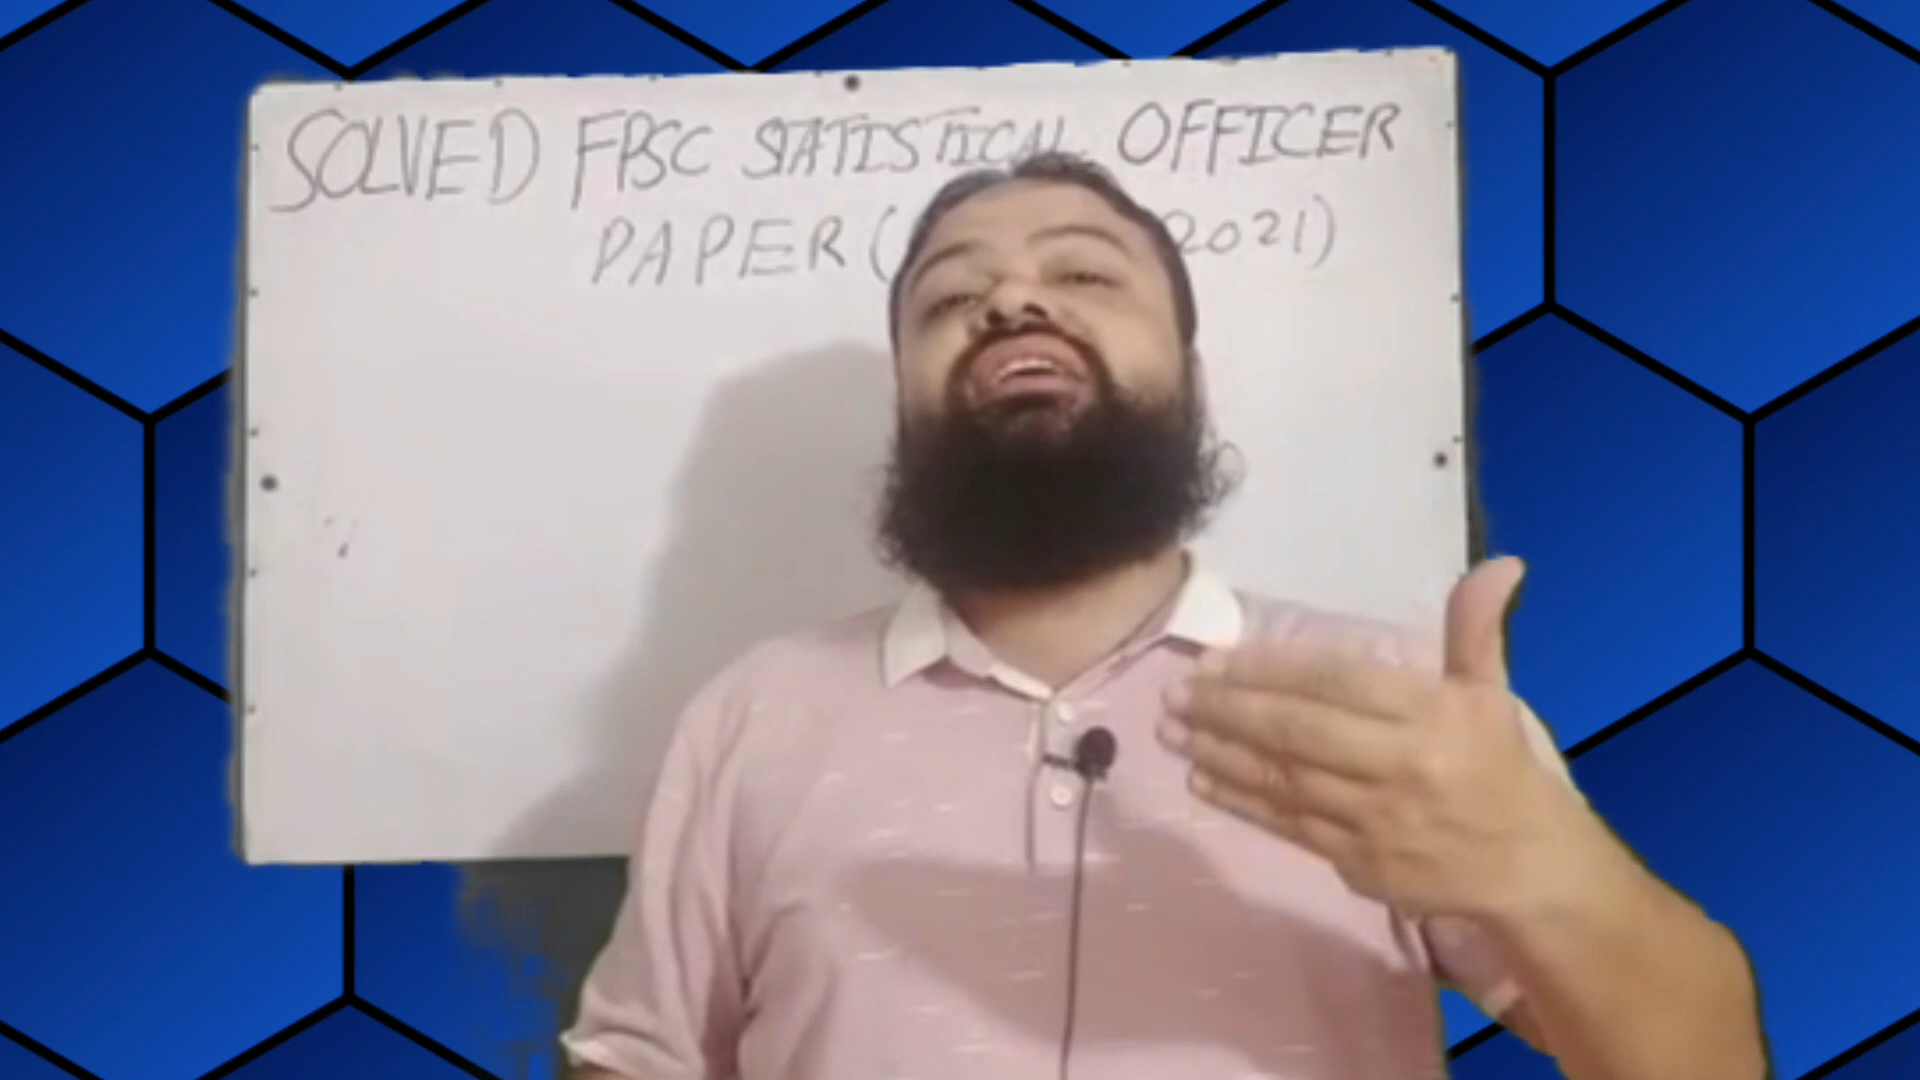 SOLVED FPSC STATISTICAL OFFICER
PAPER ( 2021)